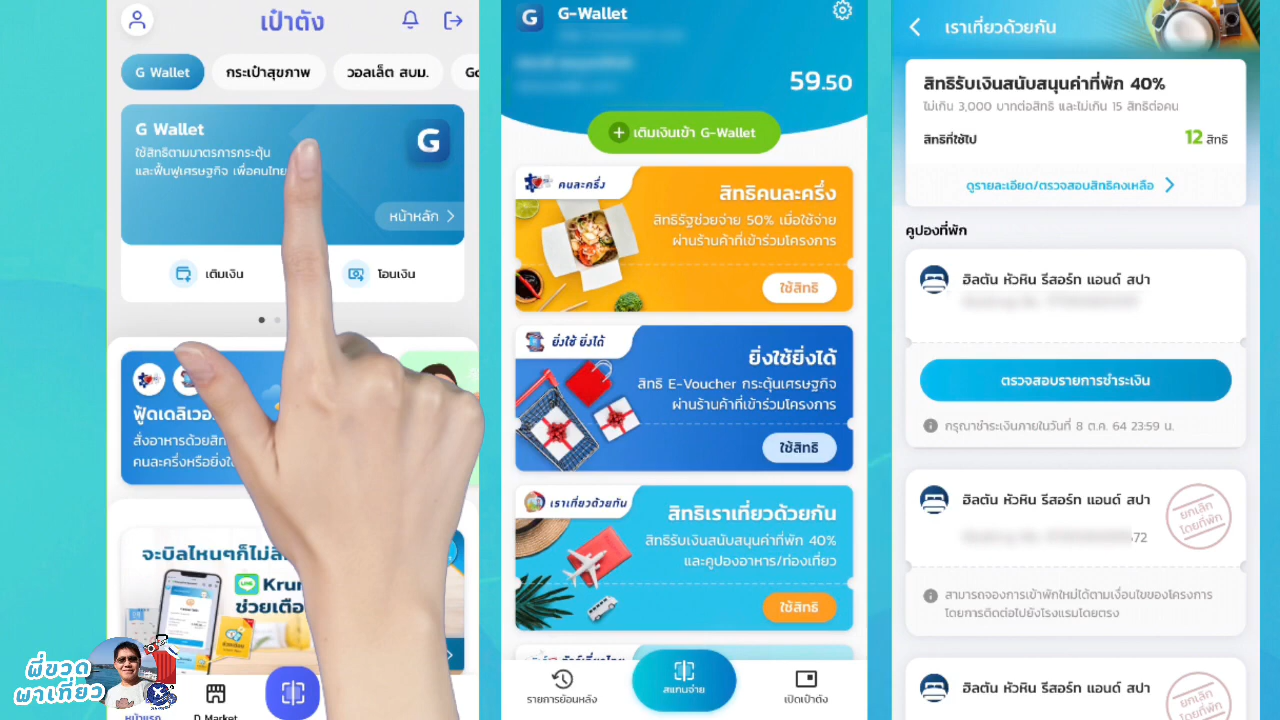 เป๋าตัง
G Wallet
กระเป๋าสุขภาพ
วอลเล็ต สบม.
G Wallet
G
ใช้สิทธิตามมาตรการกระตุ้น
และฟื้นฟูเศรษฐกิจ เพื่อคนไทย
หน้าหลัก
เติมเงิน
โอนเงิน
ฟู้ดเดลิเวอ
สั่งอาหารด้วยสิท
คนละครึ่งหรือยิ่งใ
จะบิลไหนๆก็ไม่ลื
LINE
Krun
ช่วยเตือ
พี่ขวด
พาเที่ยว
หน้าแรก
D Market
G
G-Wallet
59.50
เติมเงินเข้า G-Wallet
คนละครึ่ง
สิทธิคนละครึ่ง
สิทธิรัฐช่วยจ่าย 50% เมื่อใช้จ่าย
ผ่านร้านค้าที่เข้าร่วมโครงการ
ใช้สิทธิ
ยิ่งใช้ ยิ่งได้
ยิ่งใช้ยิ่งได้
สิทธิ E-Voucher กระตุ้นเศรษฐกิจ
ผ่านร้านค้าที่เข้าร่วมโครงการ
ใช้สิทธิ
เราเที่ยวด้วยกัน
สิทธิเราเที่ยวด้วยกัน
สิทธิรับเงินสนับสนุนค่าที่พัก 40%
และคูปองอาหาร/ท่องเที่ยว
ใช้สิทธิ
รายการย้อนหลัง
สแกนจ่าย
เปิดเป๋าตัง
เราเที่ยวด้วยกัน
สิทธิรับเงินสนับสนุนค่าที่พัก 40%
ไม่เกิน 3,000 บาทต่อสิทธิ และไม่เกิน 15 สิทธิต่อคน
สิทธิที่ใช้ไป
12 สิทธิ
ดูรายละเอียด/ตรวจสอบสิทธิคงเหลือ
คูปองที่พัก
ฮิลตัน หัวหิน รีสอร์ท แอนด์ สปา
ตรวจสอบรายการชำระเงิน
กรุณาชำระเงินภายในวันที่ 8 ต.ค. 64 23:59 น.
ฮิลตัน หัวหิน รีสอร์ท แอนด์ สปา
72
ยกเลิก
โดยที่พัก
สามารถจองการเข้าพักใหม่ได้ตามเงื่อนไขของโครงการ
โดยการติดต่อไปยังโรงแรมโดยตรง
ฮิลตัน หัวหิน รีสอร์ท แอนด์ สปา
ยกเลิก
โดยที่พัก